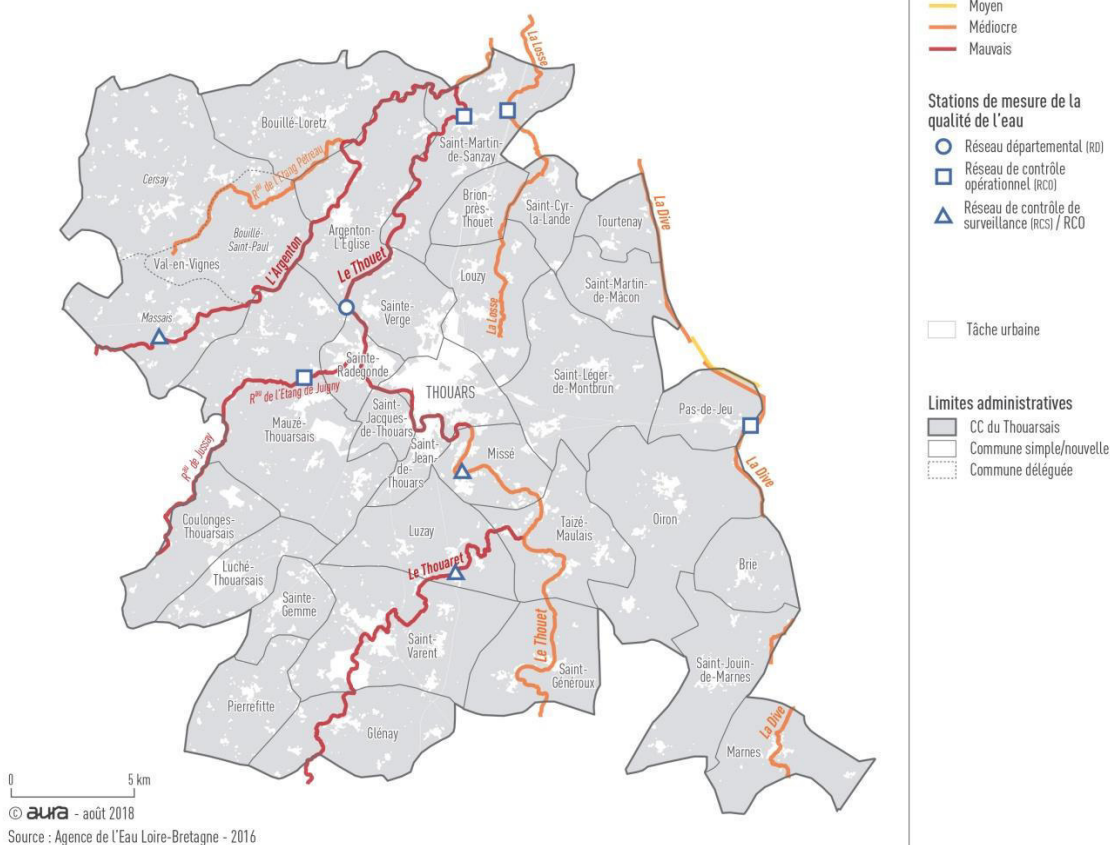 Moyen
Médiocre
Mauvais
Stations de mesure de la
qualité de l'eau
Réseau départemental (RD)
Réseau de contrôle
opérationnel (RCO)
Réseau de contrôle de
surveillance (RCS) / RCO
Tâche urbaine
Limites administratives
CC du Thouarsais
Commune simple/nouvelle
Commune déléguée
La Losse
Bouillé-Loretz
Saint-Martin-
de-Sanzay
Cersay
Rau de l'Etang Pétreau
Brion-
près-
Thouet
Saint-Cyr-
la-Lande
Tourtenay
La Dive
Bouillé-
Saint-Paul
Argenton-
L'Eglise
Val-en-Vignes
L'Argenton
Le Thouet
Louzy
Saint-Martin-
de-Mâcon
La Losse
Massais
Sainte-
Verge
Sainte-
Radégonde
THOUARS
Saint-Léger-
de-Montbrun
Rau de l'Etang de Juigny
Saint-
Jacques-
de-Thouars
Pas-de-Jeu
Mauzé-
Thouarsais
Saint-
Jean-
de-
Thouars
Missé
Rau de Jussay
La Dive
Coulonges-
Thouarsais
Luzay
Taizé-
Maulais
Oiron
Luché-
Thouarsais
Le Thouaret
Brie
Sainte-
Gemme
Saint-
Varent
Le Thouet
Saint-
Généroux
Saint-Jouin-
de-Marnes
Pierrefitte
Glénay
La Dive
Marnes
0 5 km
© aura - août 2018
Source : Agence de l'Eau Loire-Bretagne - 2016